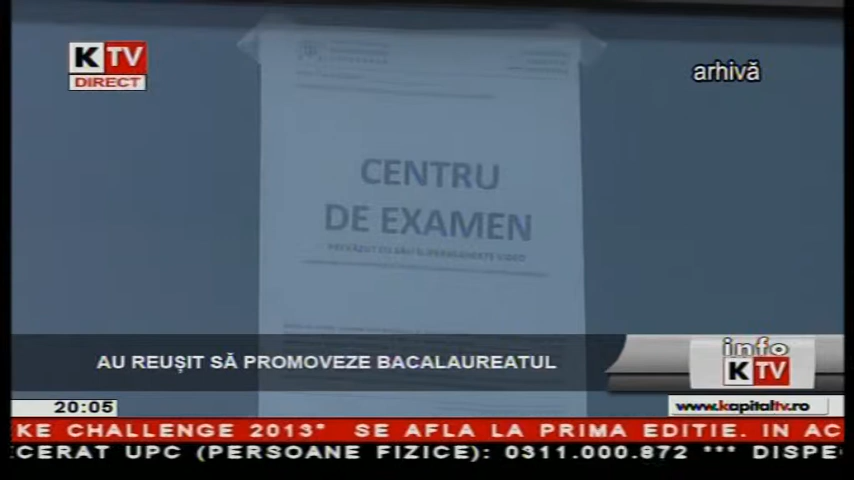 KTV
DIRECT
arhivă
CENTRU
DE EXAMEN
AU REUȘIT SĂ PROMOVEZE BACALAUREATUL
info
KTV
20:05
www.kapitaltv.ro
KE CHALLENGE 2013" SE AFLA LA PRIMA EDITIE. IN AC
CERAT UPC (PERSOANE FIZICE): 0311.000.872 *** DISPE